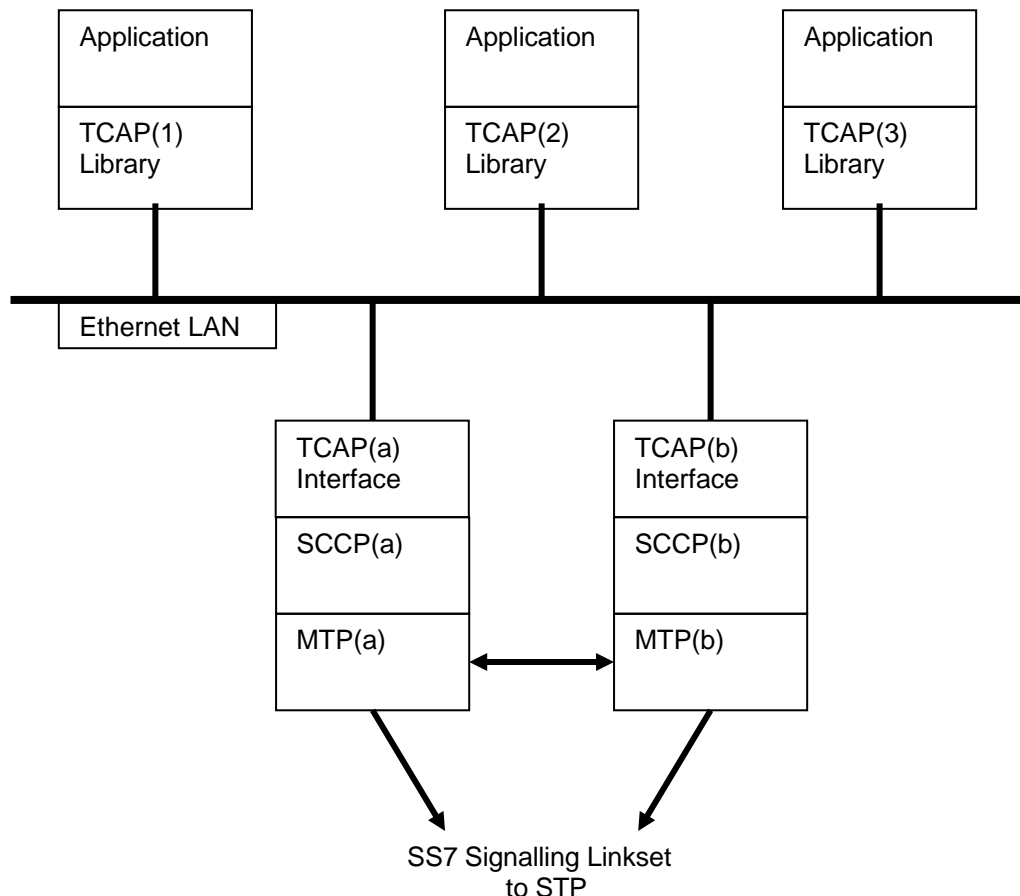 Application
TCAP(1)
Library
Application
TCAP(2)
Library
Application
TCAP(3)
Library
Ethernet LAN
TCAP(a)
Interface
SCCP(a)
MTP(a)
TCAP(b)
Interface
SCCP(b)
MTP(b)
SS7 Signalling Linkset
to STP